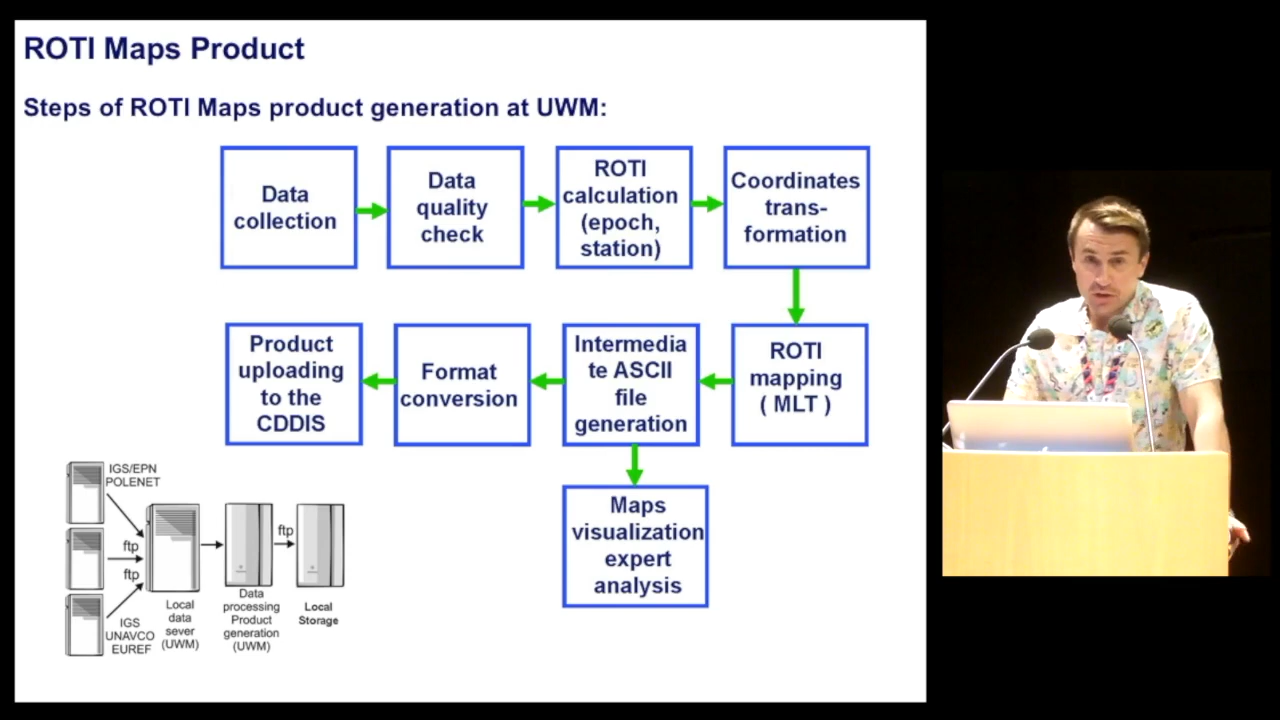 ROTI Maps Product
Steps of ROTI Maps product generation at UWM:
Data
collection
Data
quality
check
ROTI
calculation
(epoch,
station)
Coordinates
trans-
formation
ROTI
mapping
( MLT )
Intermedia
te ASCII
file
generation
Format
conversion
Product
uploading
to the
CDDIS
Maps
visualization
expert
analysis
IGS/EPN
POLENET
ftp
ftp
IGS
UNAVCO
EUREF
Local
data
sever
(UWM)
Data
processing
Product
generation
(UWM)
ftp
Local
Storage